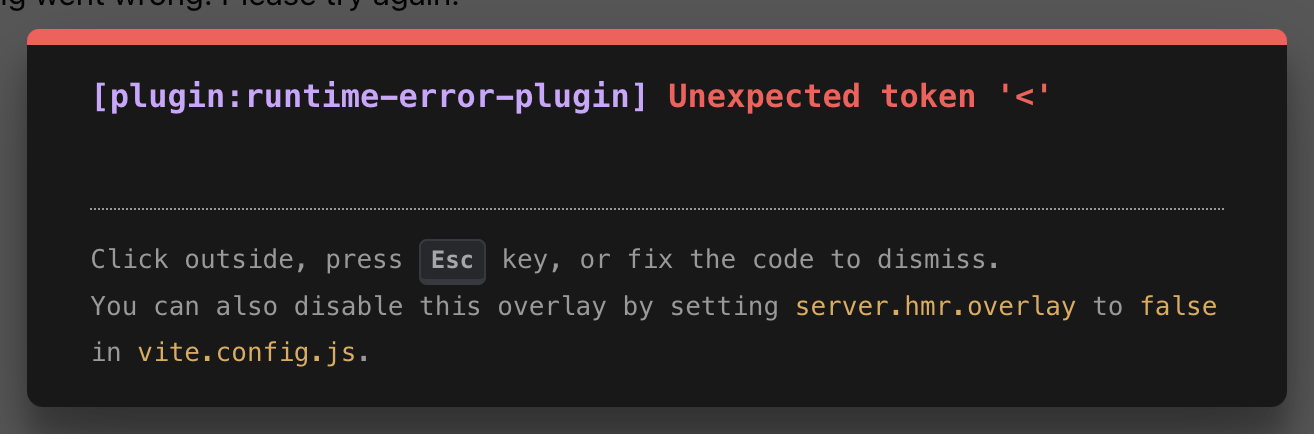 went wrong. Please try again.
[plugin:runtime-error-plugin] Unexpected token '<'
Click outside, press Esc key, or fix the code to dismiss.
You can also disable this overlay by setting server.hmr.overlay to false
in vite.config.js.